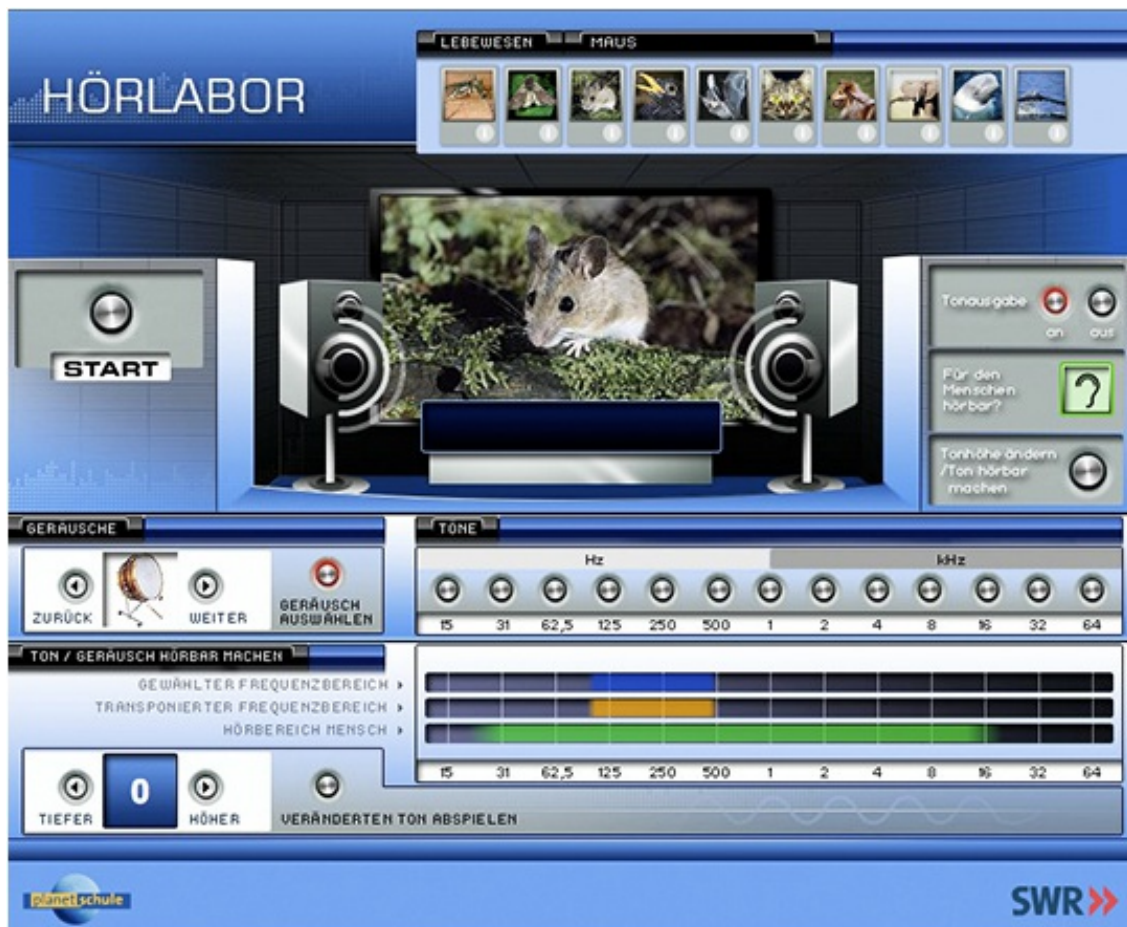 LEBEWESEN MAUS
HÖRLABOR
START
Tonausgabe
an aus
Für den
Menschen
hörbar?
Tonhöhe ändern
/Ton hörbar
machen
GERÄUSCHE
ZURÜCK WEITER
GERÄUSCH
AUSWÄHLEN
TÖNE
Hz kHz
15 31 62,5 125 250 500 1 2 4 8 16 32 64
TON / GERÄUSCH HÖRBAR MACHEN
GEWÄHLTER FREQUENZBEREICH
TRANSPONIERTER FREQUENZBEREICH
HÖRBEREICH MENSCH
15 31 62,5 125 250 500 1 2 4 8 16 32 64
0
TIEFER HÖHER
VERÄNDERTEN TON ABSPIELEN
planet schule
SWR